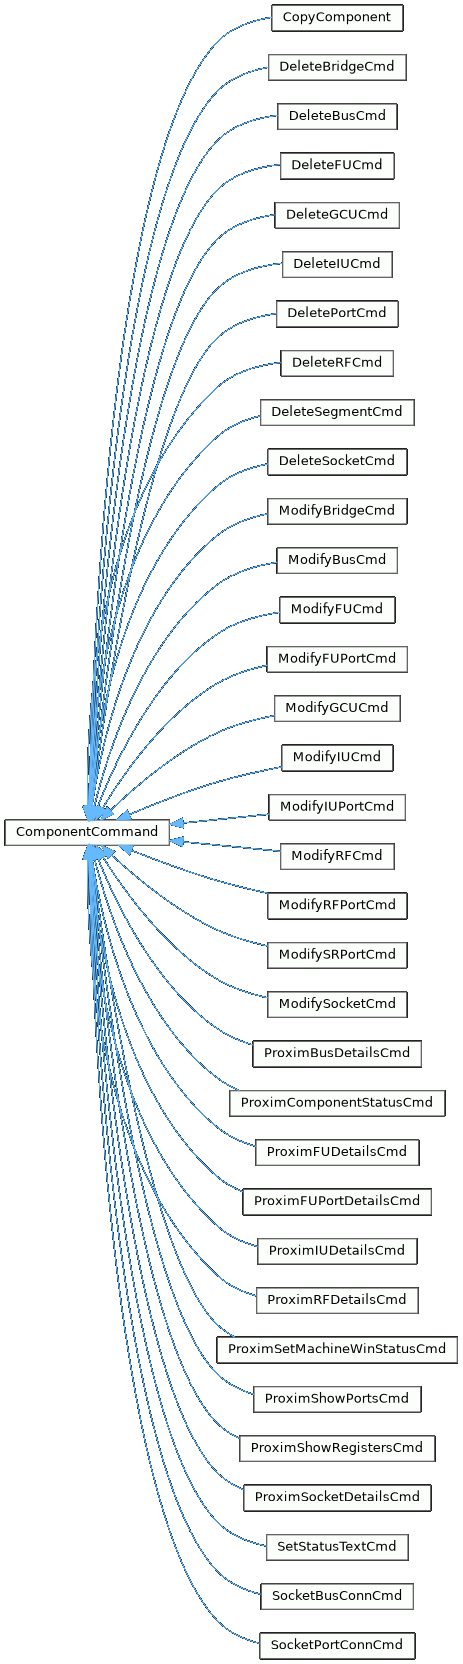 CopyComponent
DeleteBridgeCmd
DeleteBusCmd
DeleteFUCmd
DeleteGCUCmd
DeleteIUCmd
DeletePortCmd
DeleteRFCmd
DeleteSegmentCmd
DeleteSocketCmd
ModifyBridgeCmd
ModifyBusCmd
ModifyFUCmd
ModifyFUPortCmd
ModifyGCUCmd
ModifyIUCmd
ModifyIUPortCmd
ComponentCommand
ModifyRFCmd
ModifyRFPortCmd
ModifySRPortCmd
ModifySocketCmd
ProximBusDetailsCmd
ProximComponentStatusCmd
ProximFUDetailsCmd
ProximFUPortDetailsCmd
ProximIUDetailsCmd
ProximRFDetailsCmd
ProximSetMachineWinStatusCmd
ProximShowPortsCmd
ProximShowRegistersCmd
ProximSocketDetailsCmd
SetStatusTextCmd
SocketBusConnCmd
SocketPortConnCmd